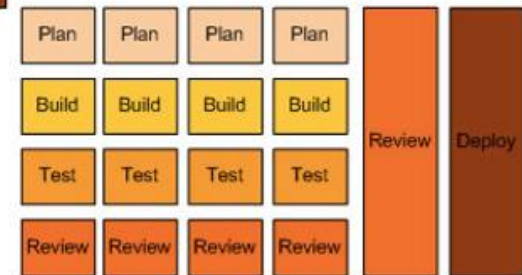 Plan Plan Plan Plan
Build Build Build Build
Review Deploy
Test Test Test Test
Review Review Review Review